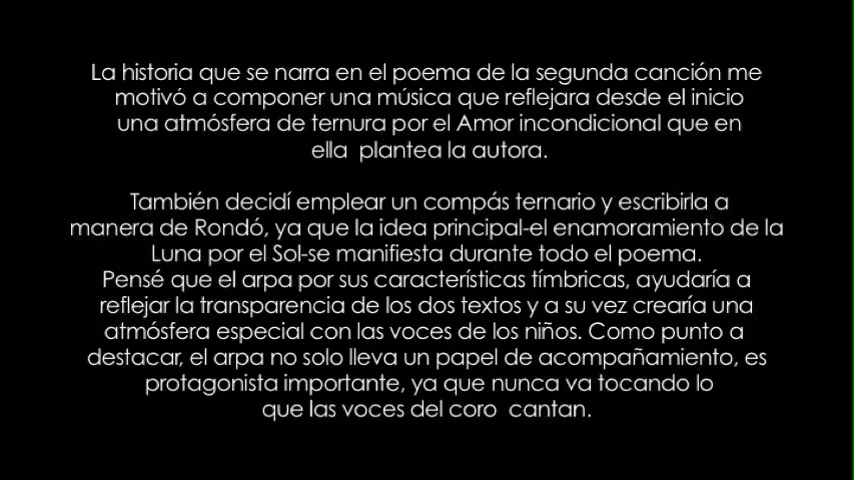 La historia que se narra en el poema de la segunda canción me
motivó a componer una música que reflejara desde el inicio
una atmósfera de ternura por el Amor incondicional que en
ella plantea la autora.
También decidí emplear un compás ternario y escribirla a
manera de Rondó, ya que la idea principal-el enamoramiento de la
Luna por el Sol-se manifiesta durante todo el poema.
Pensé que el arpa por sus características tímbricas, ayudaría a
reflejar la transparencia de los dos textos y a su vez crearía una
atmósfera especial con las voces de los niños. Como punto a
destacar, el arpa no solo lleva un papel de acompañamiento, es
protagonista importante, ya que nunca va tocando lo
que las voces del coro cantan.